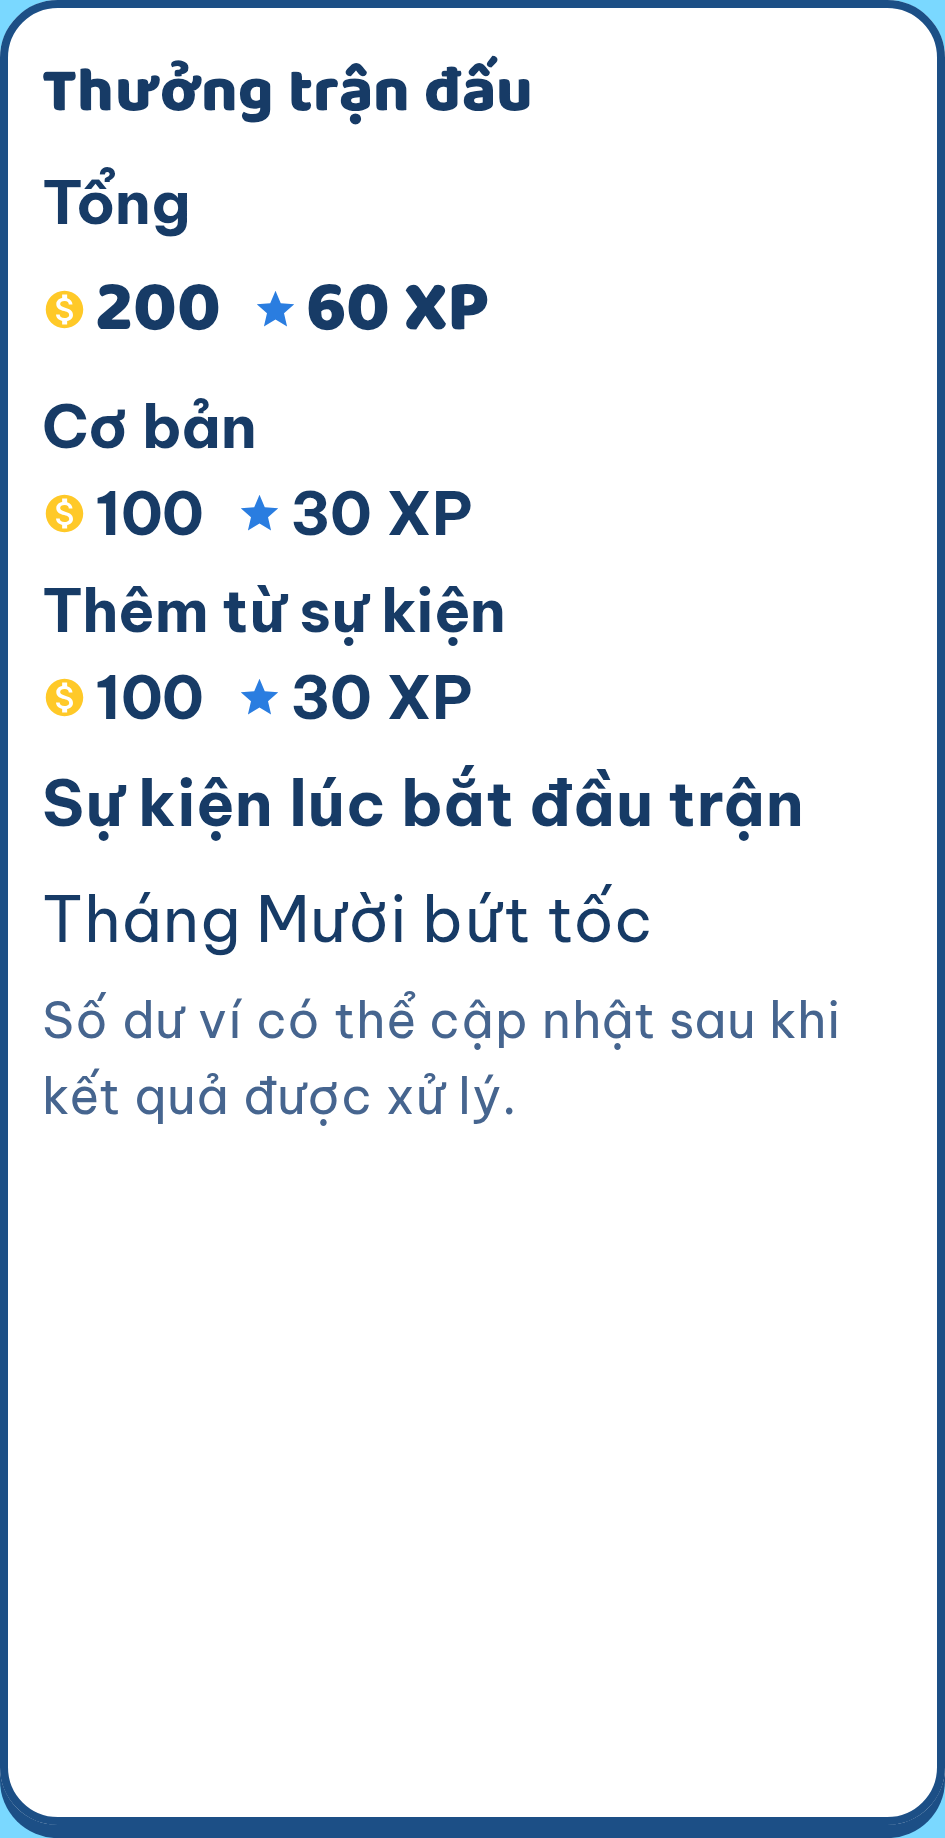 Thưởng trận đấu
Tổng
200 60 XP
Cơ bản
100 30 XP
Thêm từ sự kiện
100 30 XP
Sự kiện lúc bắt đầu trận
Tháng Mười bứt tốc
Số dư ví có thể cập nhật sau khi
kết quả được xử lý.